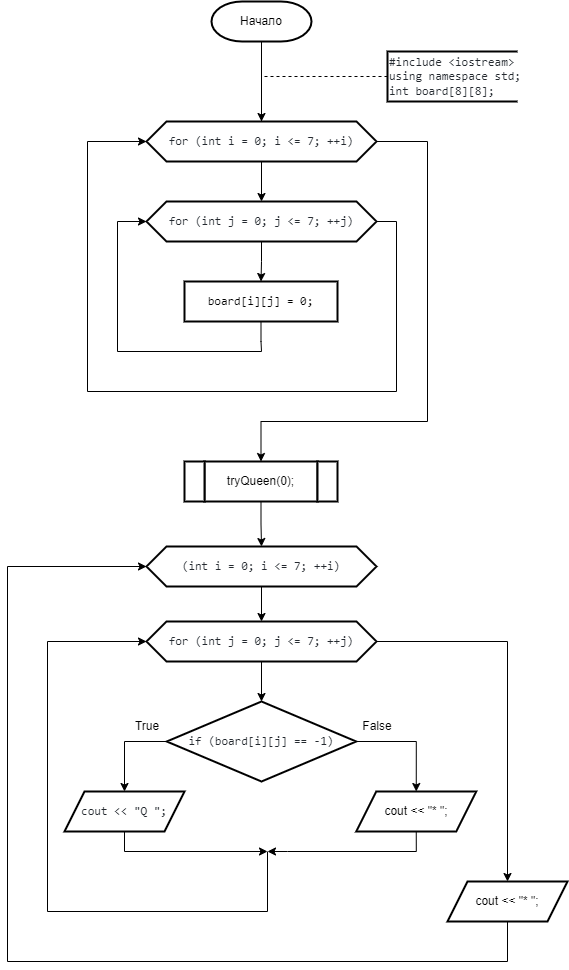 Начало
#include <iostream>
using namespace std;
int board[8][8];
for (int i = 0; i <= 7; ++i)
for (int j = 0; j <= 7; ++j)
board[i][j] = 0;
tryQueen(0);
(int i = 0; i <= 7; ++i)
for (int j = 0; j <= 7; ++j)
True
False
if (board[i][j] == -1)
cout << "Q ";
cout << "* ";
cout << "* ";